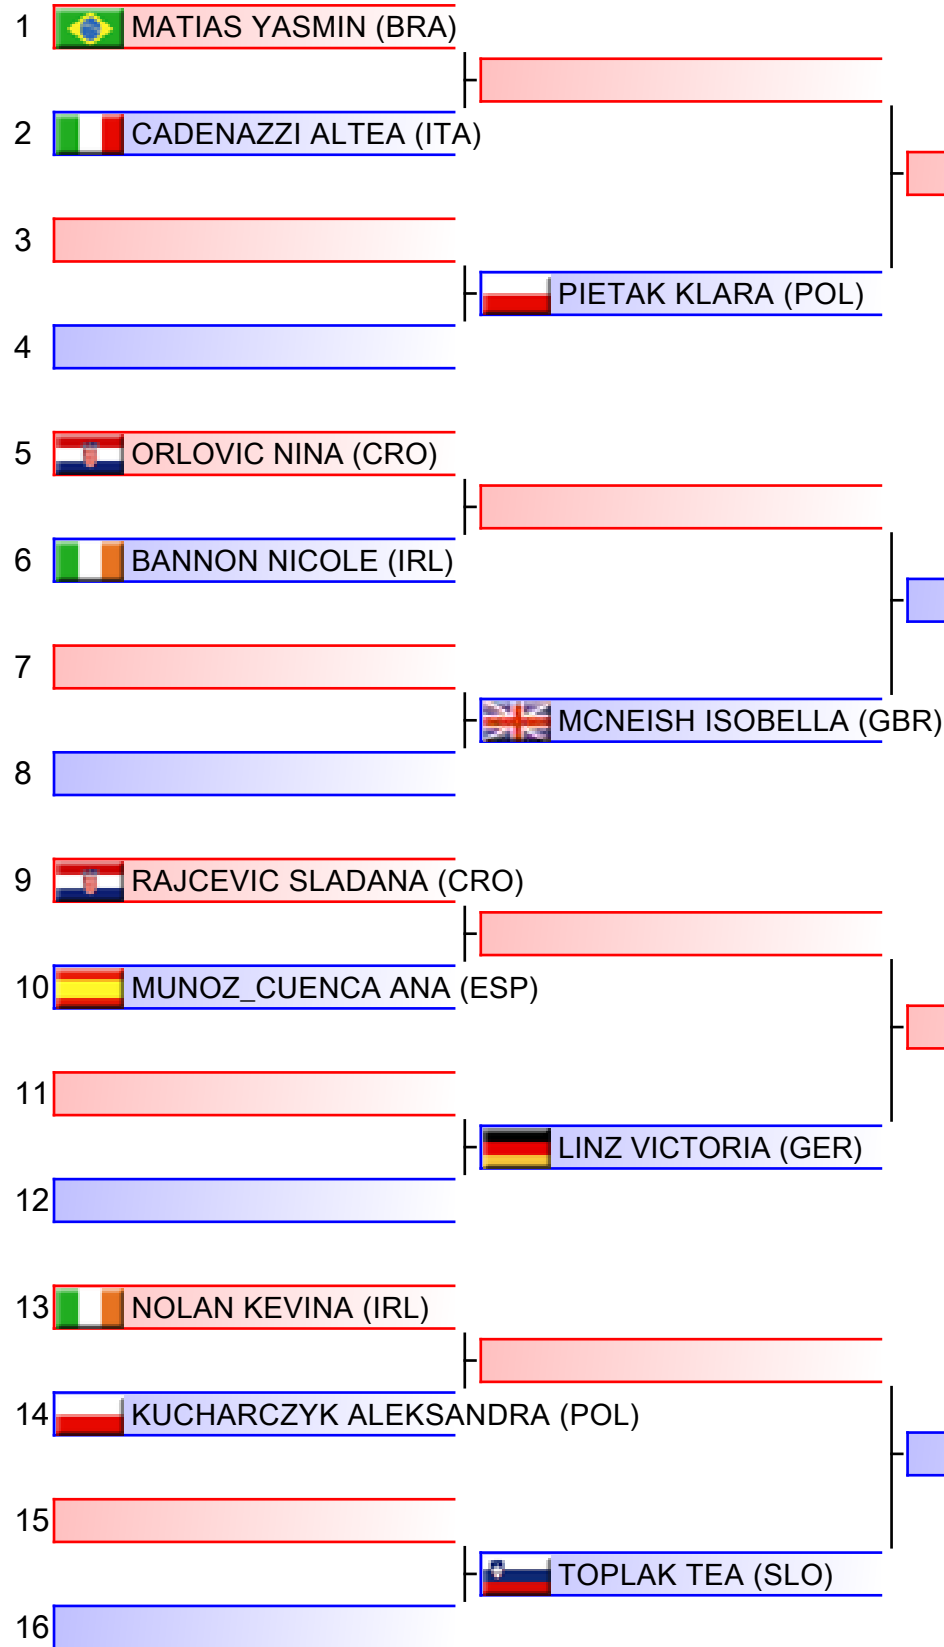 1 MATIAS YASMIN (BRA)
2 CADENAZZI ALTEA (ITA)
3
PIETAK KLARA (POL)
4
5 ORLOVIC NINA (CRO)
6 BANNON NICOLE (IRL)
7
MCNEISH ISOBELLA (GBR)
8
9 RAJCEVIC SLADANA (CRO)
10 MUNOZ_CUENCA ANA (ESP)
11
LINZ VICTORIA (GER)
12
13 NOLAN KEVINA (IRL)
14 KUCHARCZYK ALEKSANDRA (POL)
15
TOPLAK TEA (SLO)
16